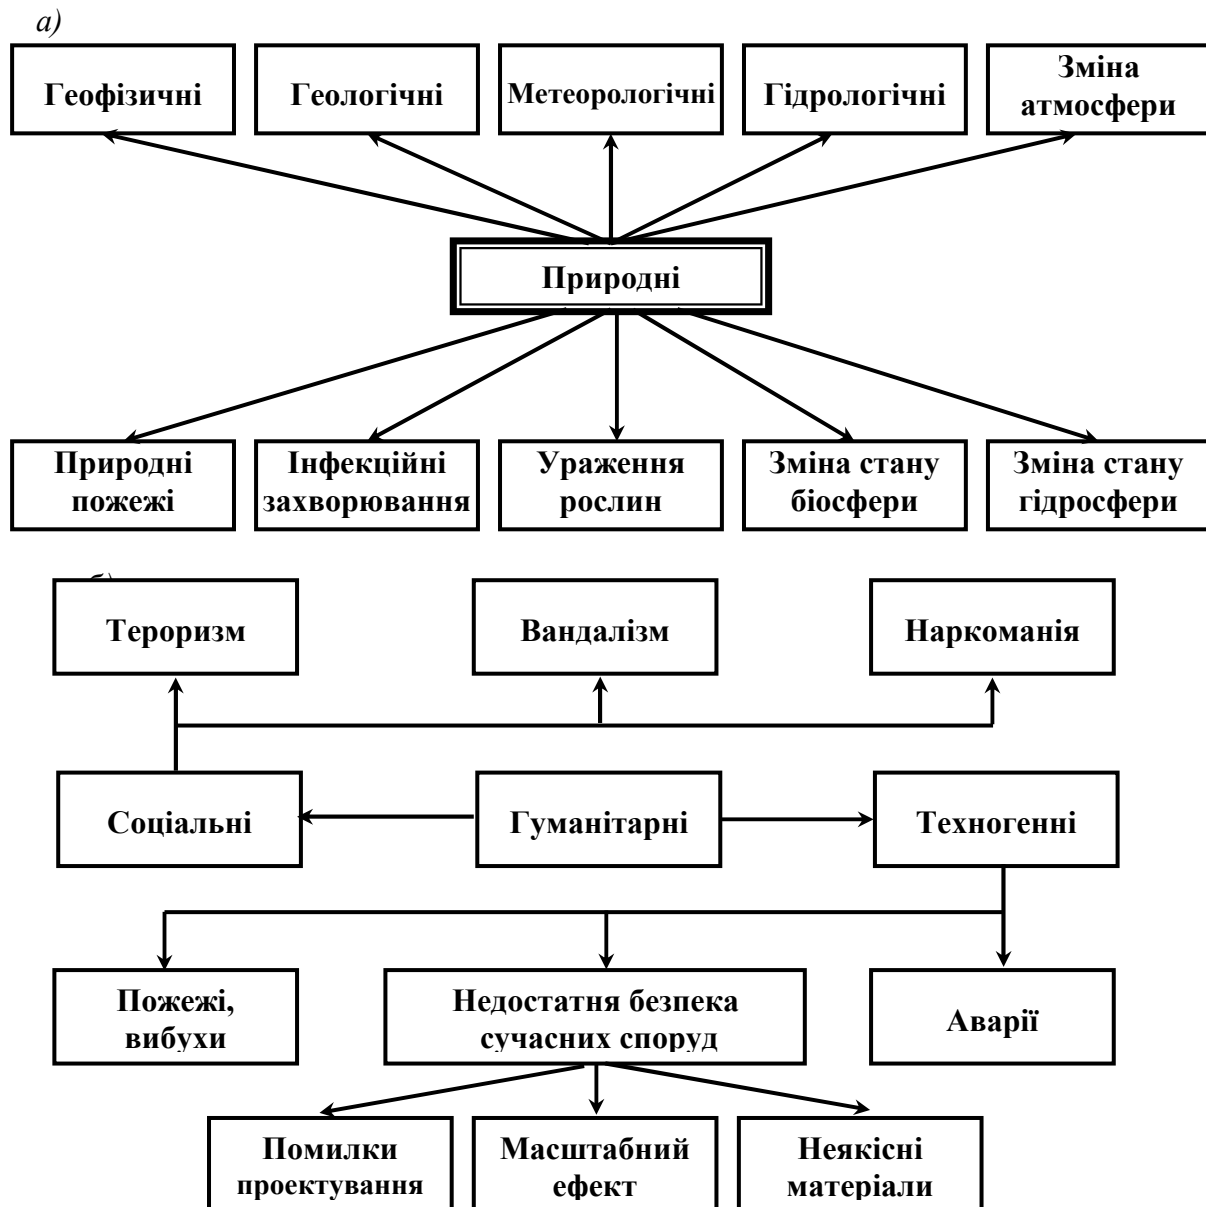 а)
Геофізичні
Геологічні
Метеорологічні
Гідрологічні
Зміна
атмосфери
Природні
Природні
пожежі
Інфекційні
захворювання
Ураження
рослин
Зміна стану
біосфери
Зміна стану
гідросфери
б)
Тероризм
Вандалізм
Наркоманія
Соціальні
Гуманітарні
Техногенні
Пожежі,
вибухи
Недостатня безпека
сучасних споруд
Аварії
Помилки
проектування
Масштабний
ефект
Неякісні
матеріали